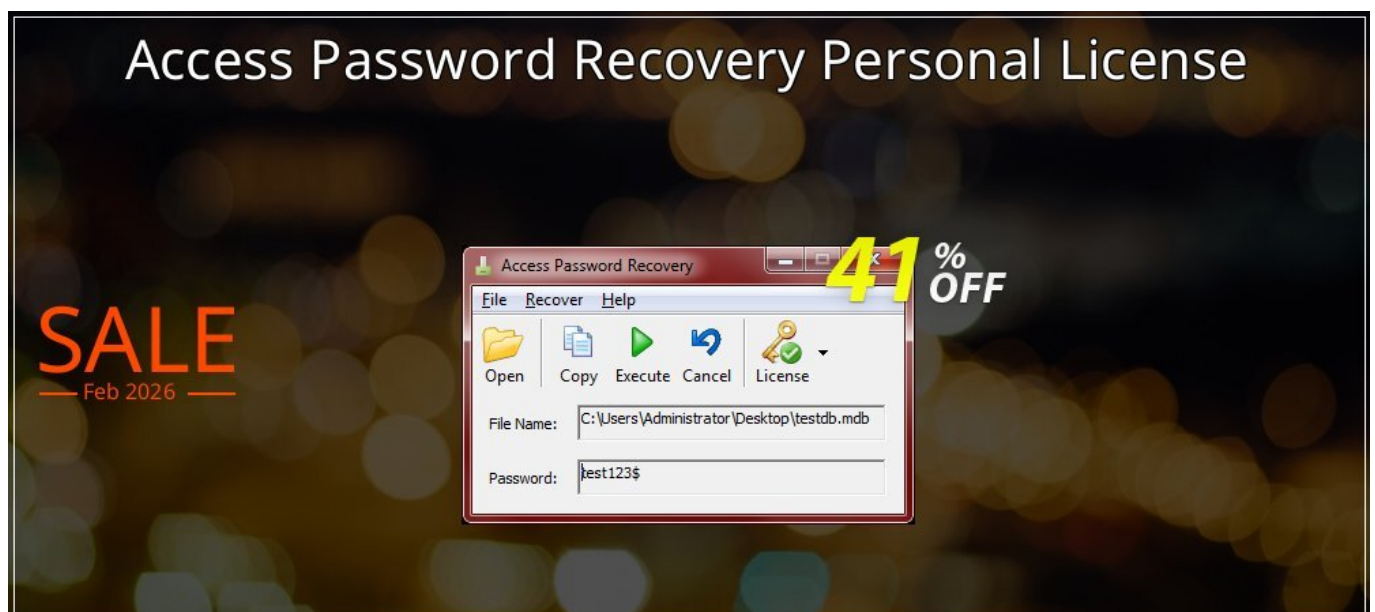 Access Password Recovery Personal License
SALE
Feb 2026
41% OFF
Access Password Recovery
File Recover Help
Open Copy Execute Cancel License
File Name: C:\Users\Administrator\Desktop\testdb.mdb
Password: test123$